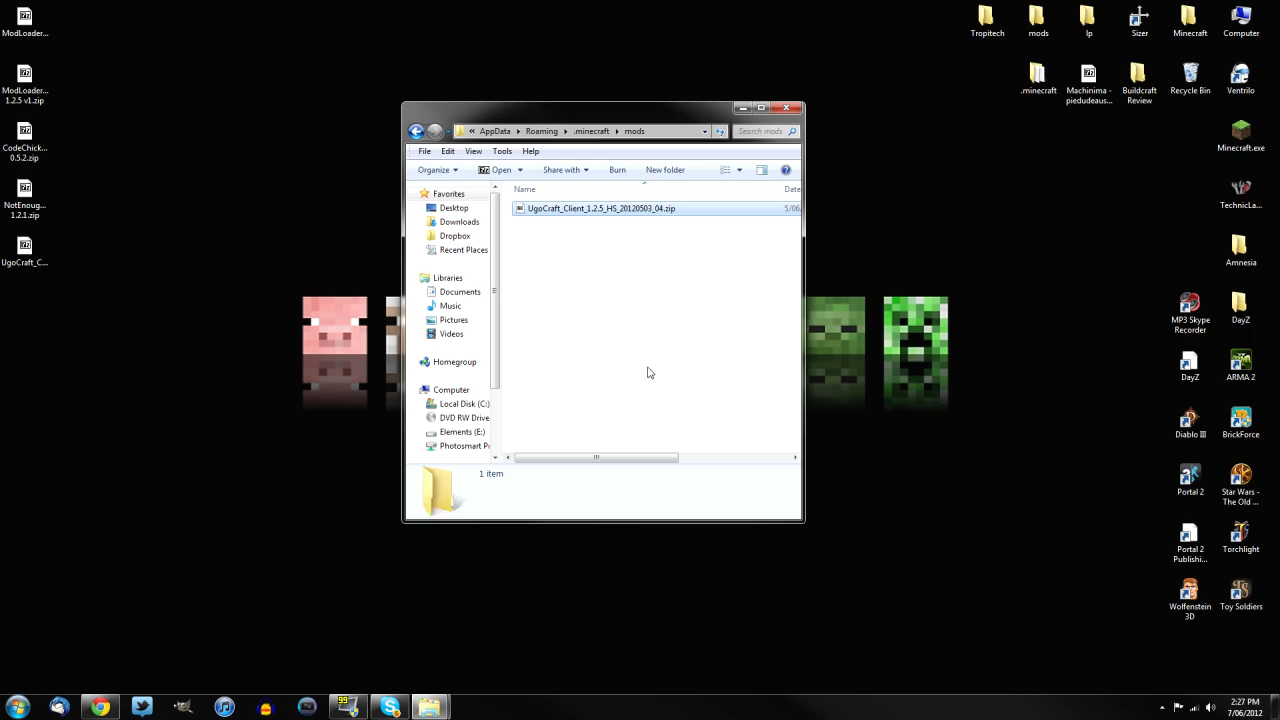 ModLoader...
ModLoader...
1.2.5 v1.zip
CodeChick...
0.5.2.zip
NotEnoug...
1.2.1.zip
UgoCraft_C...
AppData
Roaming
.minecraft
mods
Search mods
File
Edit
View
Tools
Help
Organize
Open
Share with
Burn
New folder
Favorites
Desktop
Downloads
Dropbox
Recent Places
Libraries
Documents
Music
Pictures
Videos
Homegroup
Computer
Local Disk (C:)
DVD RW Drive
Elements (E:)
Photosmart P
Name
Date
UgoCraft_Client_1.2.5_HS_20120503_04.zip
5/06
1 item
Tropitech
mods
lp
Sizer
Minecraft
Computer
.minecraft
Machinima -
piedudeaus...
Buildcraft
Review
Recycle Bin
Ventrilo
Minecraft.exe
TechnicLa...
Amnesia
MP3 Skype
Recorder
DayZ
DayZ
ARMA 2
Diablo III
BrickForce
Portal 2
Star Wars -
The Old ...
Portal 2
Publishi...
Torchlight
Wolfenstein
3D
Toy Soldiers
99
2:27 PM
7/06/2012